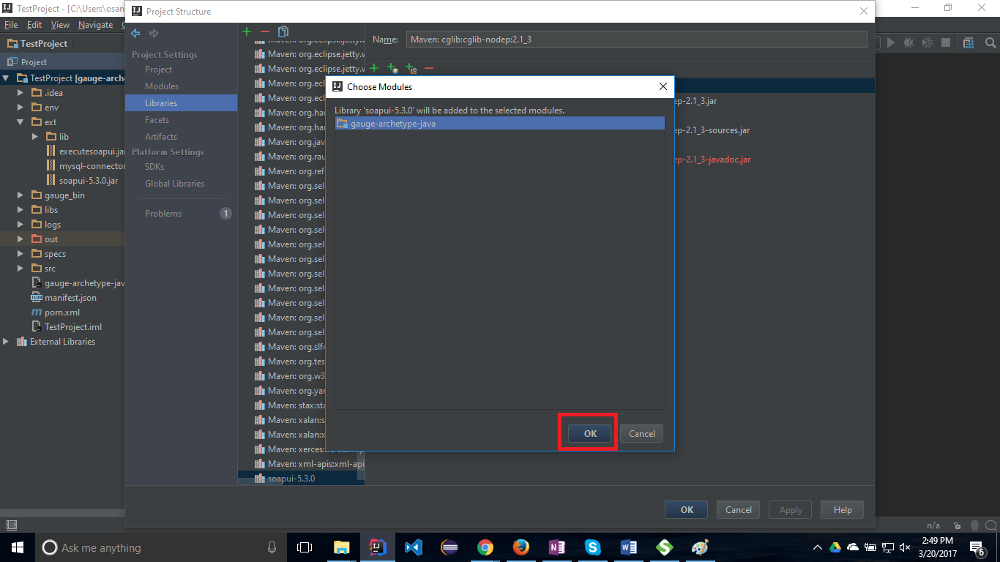 TestProject - [C:\Users\osan
File Edit View Navigate
TestProject
Project
TestProject [gauge-arche
.idea
env
ext
lib
executesoapui.jar
mysql-connector
soapui-5.3.0.jar
gauge_bin
libs
logs
out
specs
src
gauge-archetype-jav
manifest.json
pom.xml
TestProject.iml
External Libraries
Project Structure
Project Settings
Project
Modules
Libraries
Facets
Artifacts
Platform Settings
SDKs
Global Libraries
Problems 1
Maven: org.eclipse.jetty.w
Maven: org.eclipse.jetty.w
Maven: org.ecl
Maven: org.ecl
Maven: org.har
Maven: org.har
Maven: org.jav
Maven: org.rau
Maven: org.ref
Maven: org.sel
Maven: org.sel
Maven: org.sel
Maven: org.sel
Maven: org.sel
Maven: org.sel
Maven: org.sel
Maven: org.sel
Maven: org.sel
Maven: org.sel
Maven: org.sel
Maven: org.slf4
Maven: org.tes
Maven: org.w3
Maven: org.yar
Maven: stax:sta
Maven: xalan:s
Maven: xalan:x
Maven: xerces:xercesImp
Maven: xml-apis:xml-api
soapui-5.3.0
Name: Maven: cglib:cglib-nodep:2.1_3
ep-2.1_3.jar
ep-2.1_3-sources.jar
ep-2.1_3-javadoc.jar
Choose Modules
Library 'soapui-5.3.0' will be added to the selected modules.
gauge-archetype-java
OK Cancel
OK Cancel Apply Help
n/a
Ask me anything
2:49 PM
3/20/2017
6